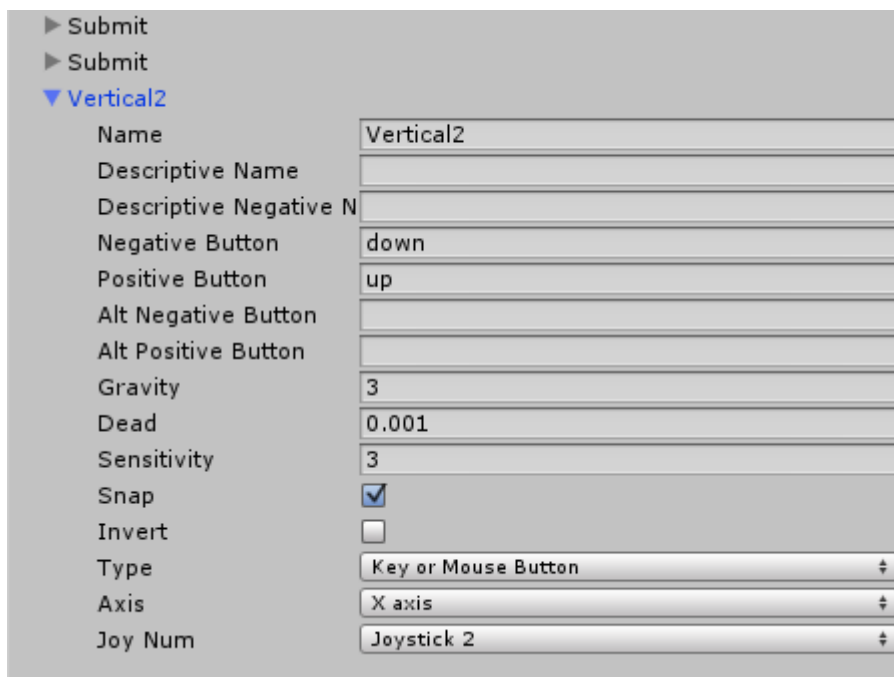 Submit
Submit
Vertical2
Name Vertical2
Descriptive Name
Descriptive Negative N
Negative Button down
Positive Button up
Alt Negative Button
Alt Positive Button
Gravity 3
Dead 0.001
Sensitivity 3
Snap
Invert
Type Key or Mouse Button
Axis X axis
Joy Num Joystick 2